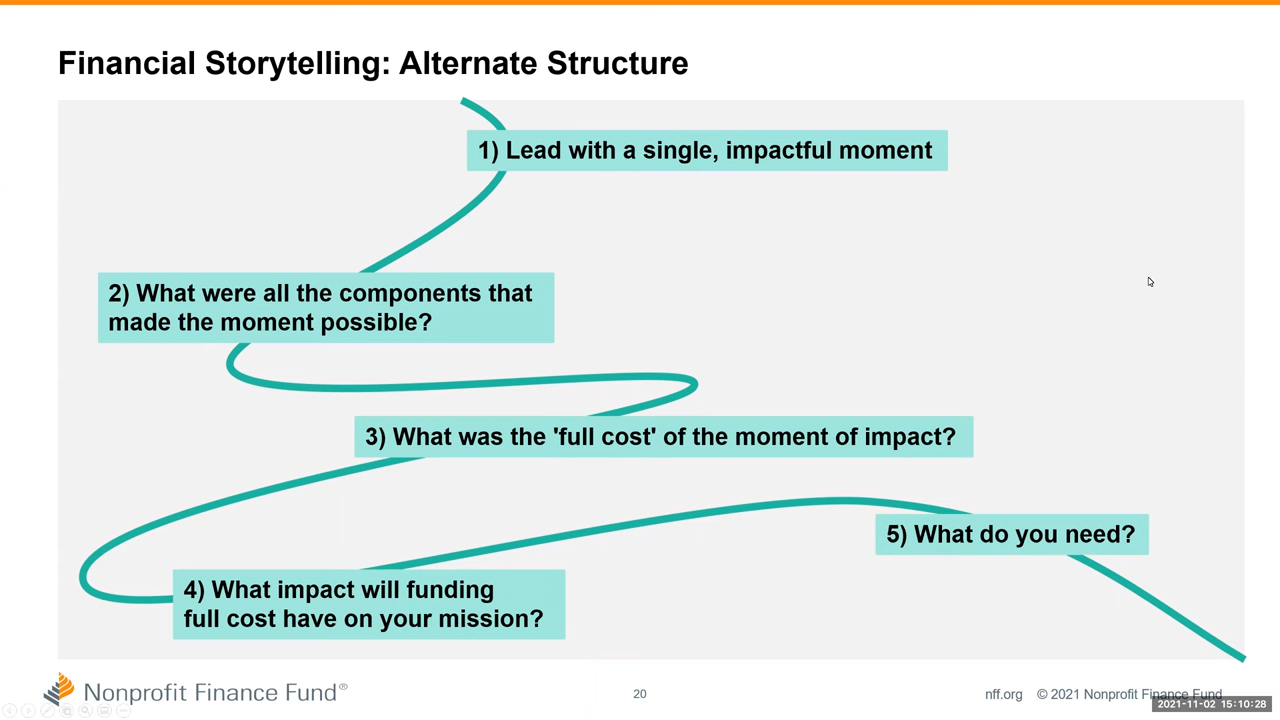 Financial Storytelling: Alternate Structure
1) Lead with a single, impactful moment
2) What were all the components that
made the moment possible?
3) What was the 'full cost' of the moment of impact?
5) What do you need?
4) What impact will funding
full cost have on your mission?
Nonprofit Finance Fund®
20
nff.org © 2021 Nonprofit Finance Fund
2021-11-02 15:10:28